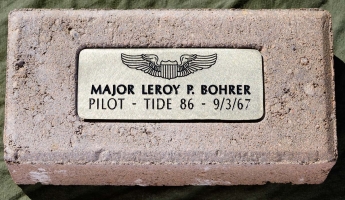 MAJOR LEROY P. BOHRER
PILOT - TIDE 86 - 9/3/67